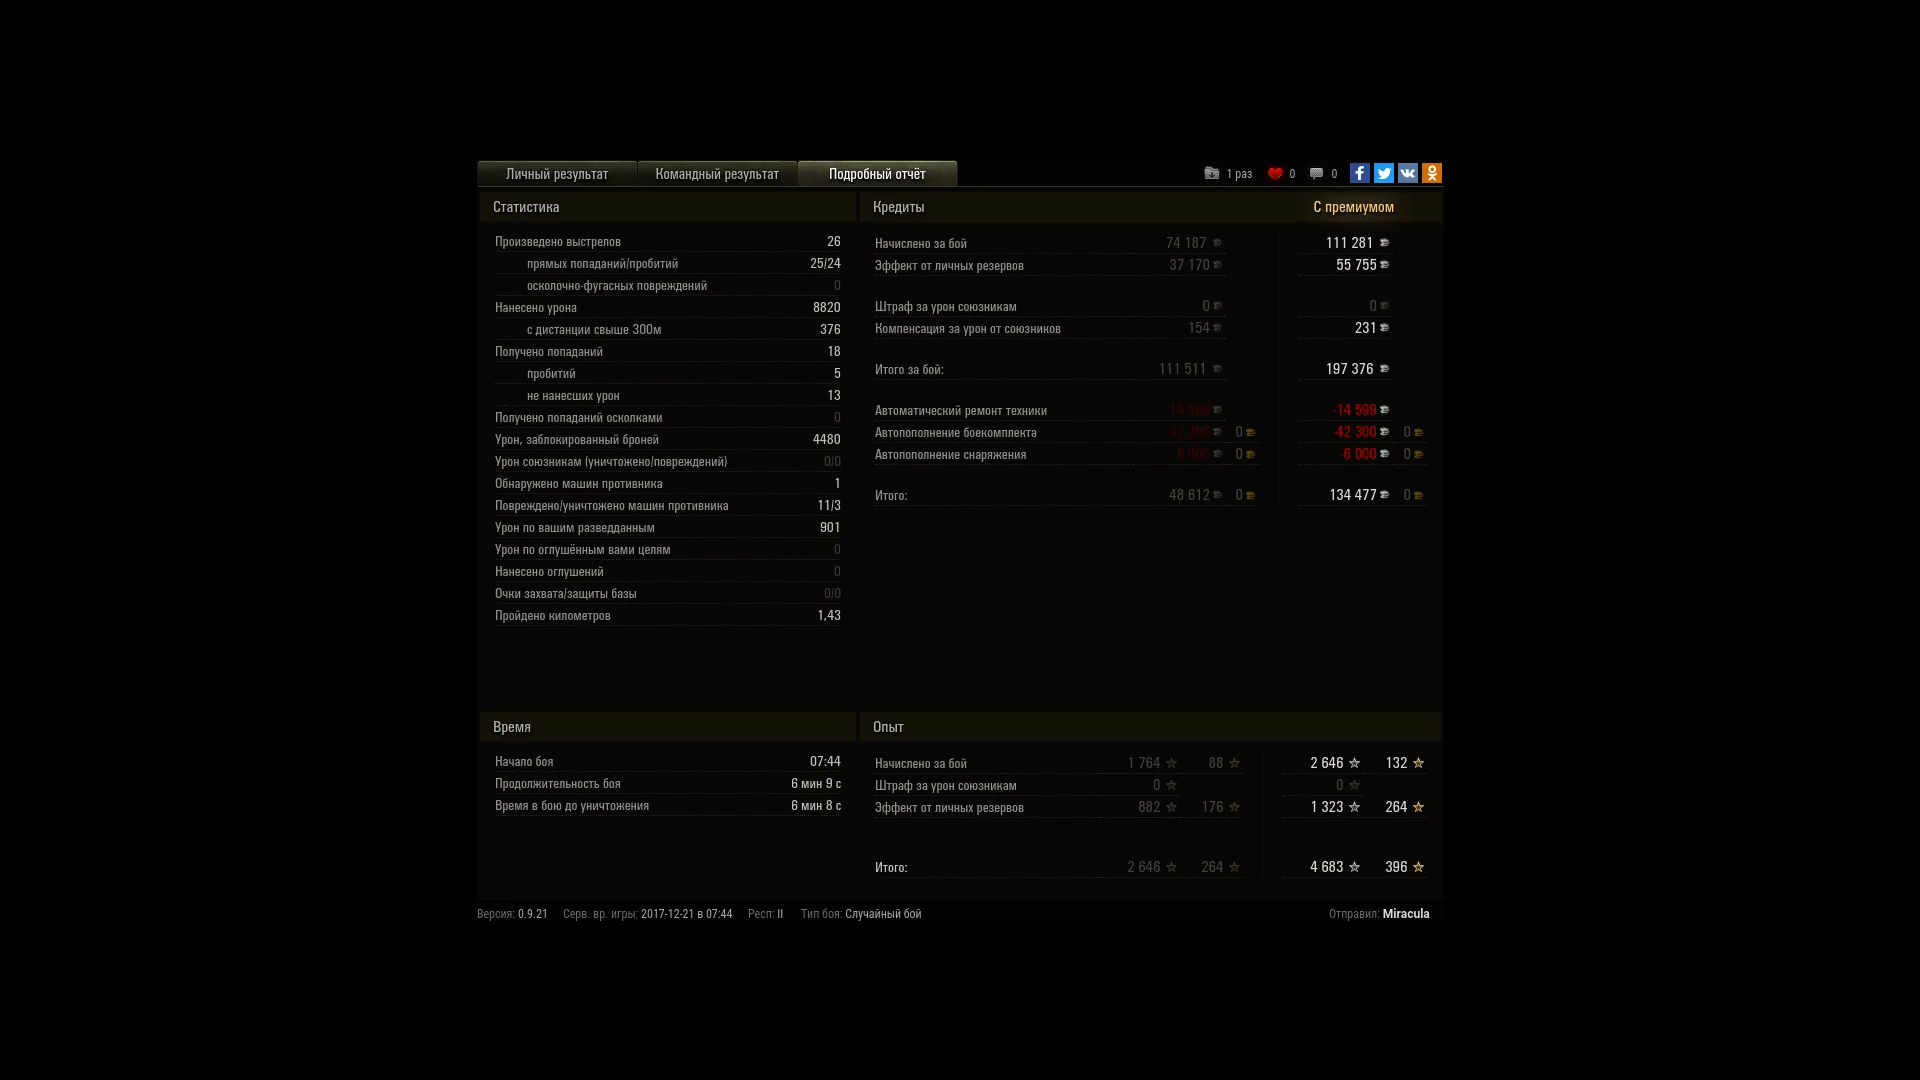 Личный результат Командный результат Подробный отчёт 1 раз 0 0
Статистика
Произведено выстрелов 26
прямых попаданий/пробитий 25/24
осколочно-фугасных повреждений 0
Нанесено урона 8820
с дистанции свыше 300м 376
Получено попаданий 18
пробитий 5
не нанесших урон 13
Получено попаданий осколками 0
Урон, заблокированный броней 4480
Урон союзникам (уничтожено/повреждений) 0/0
Обнаружено машин противника 1
Повреждено/уничтожено машин противника 11/3
Урон по вашим разведданным 901
Урон по оглушённым вами целям 0
Нанесено оглушений 0
Очки захвата/защиты базы 0/0
Пройдено километров 1,43
Кредиты С премиумом
Начислено за бой 74 187 111 281
Эффект от личных резервов 37 170 55 755
Штраф за урон союзникам 0 0
Компенсация за урон от союзников 154 231
Итого за бой: 111 511 197 376
Автоматический ремонт техники -14 599 -14 599
Автопополнение боекомплекта -42 300 0 -42 300 0
Автопополнение снаряжения -6 000 0 -6 000 0
Итого: 48 612 0 134 477 0
Время
Начало боя 07:44
Продолжительность боя 6 мин 9 с
Время в бою до уничтожения 6 мин 8 с
Опыт
Начислено за бой 1 764 88 2 646 132
Штраф за урон союзникам 0 0
Эффект от личных резервов 882 176 1 323 264
Итого: 2 646 264 4 683 396
Версия: 0.9.21 Серв. вр. игры: 2017-12-21 в 07:44 Респ: II Тип боя: Случайный бой Отправил: Miracula